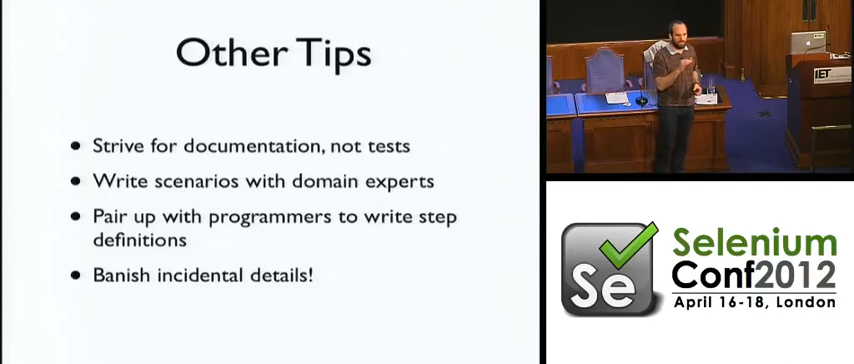 Other Tips
• Strive for documentation, not tests
• Write scenarios with domain experts
• Pair up with programmers to write step
definitions
• Banish incidental details!
IET
Se
Selenium
Conf2012
April 16-18, London